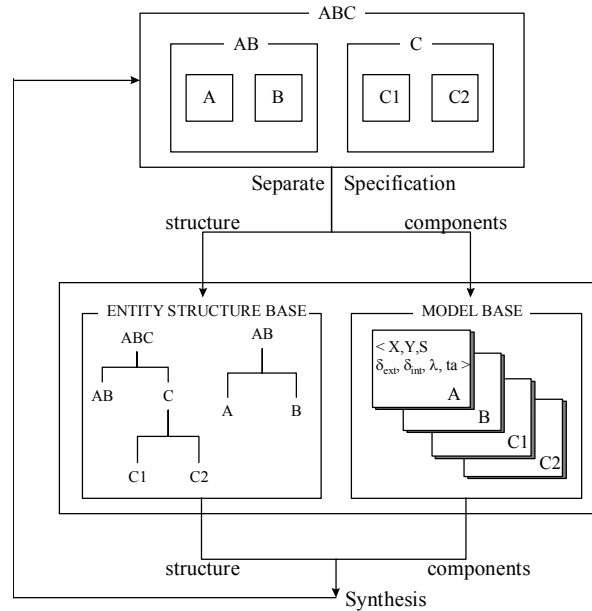 ABC
AB
C
A
B
C1
C2
Separate
Specification
structure
components
ENTITY STRUCTURE BASE
MODEL BASE
ABC
AB
C
C1
C2
AB
A
B
< X,Y,S
δext, δint, λ, ta >
A
B
C1
C2
structure
components
Synthesis